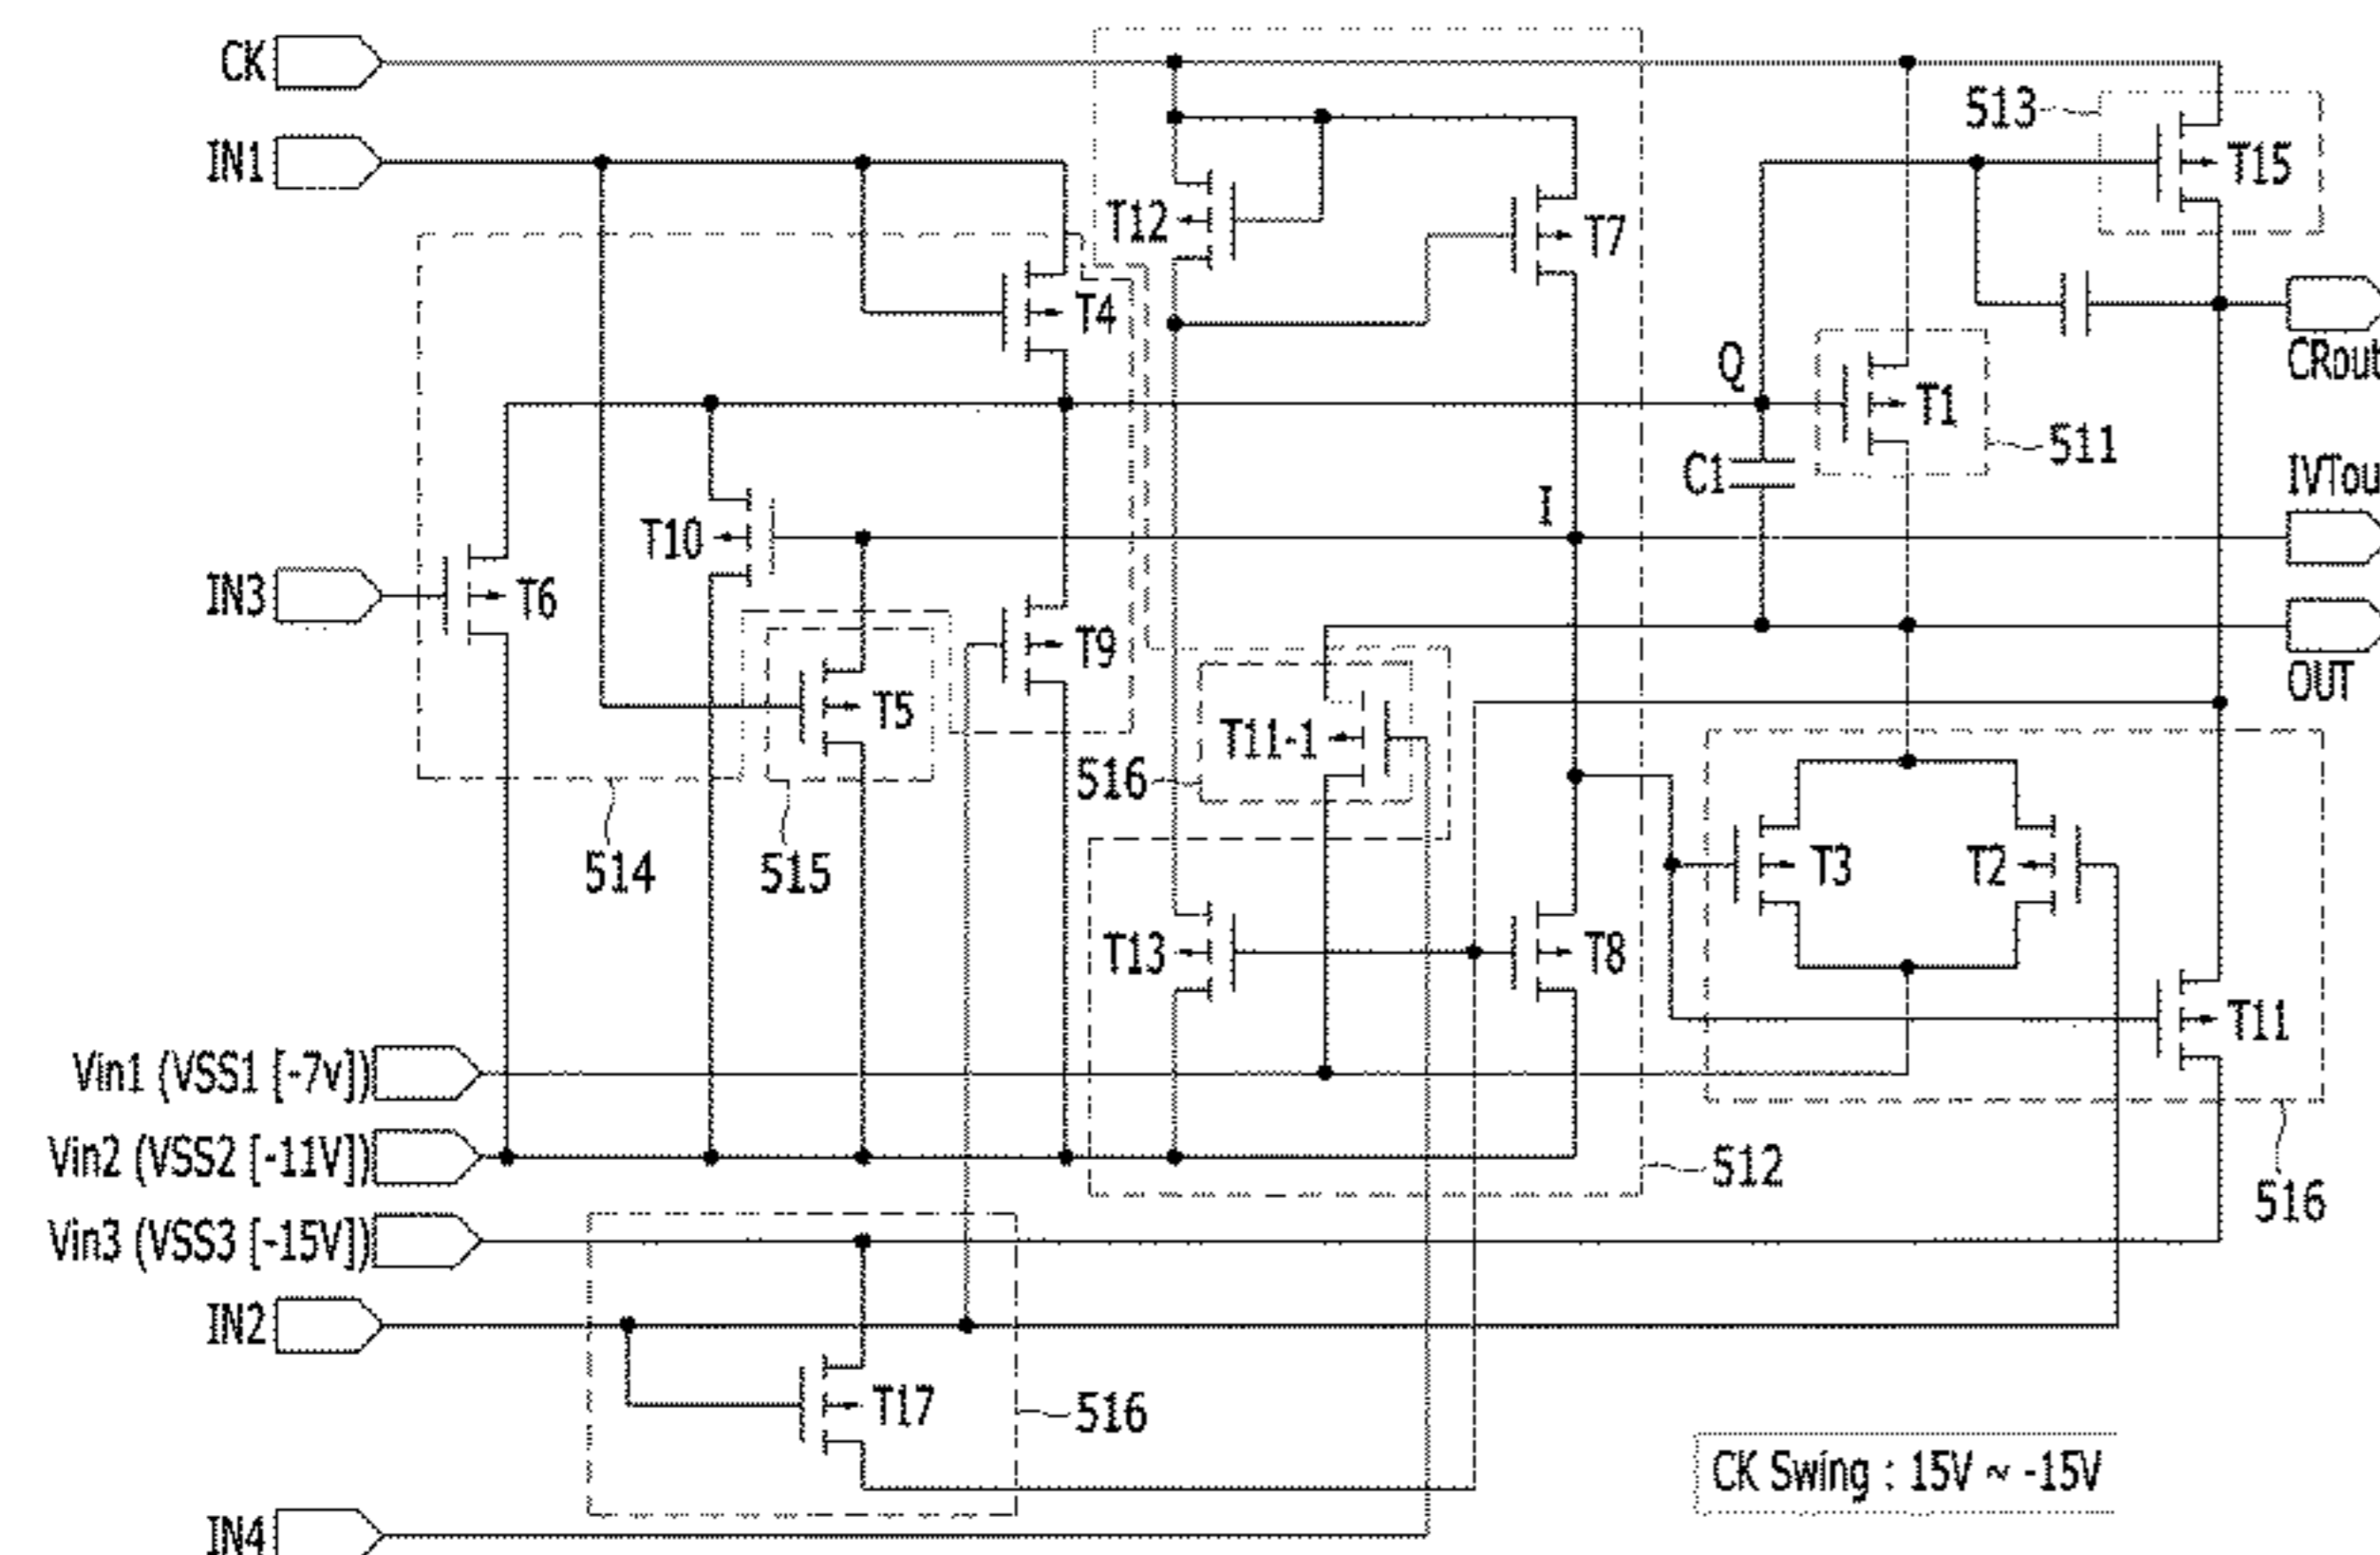 CK
IN1
513
T15
T12
T7
T4
CRout
Q
T1
511
C1
IVTou
I
T10
IN3
T6
T9
OUT
T5
T11-1
516
514
515
T3
T2
T13
T8
T11
Vin1 (VSS1 [-7v])
Vin2 (VSS2 [-11V])
512
516
Vin3 (VSS3 [-15V])
IN2
T17
516
CK Swing : 15V ~ -15V
IN4